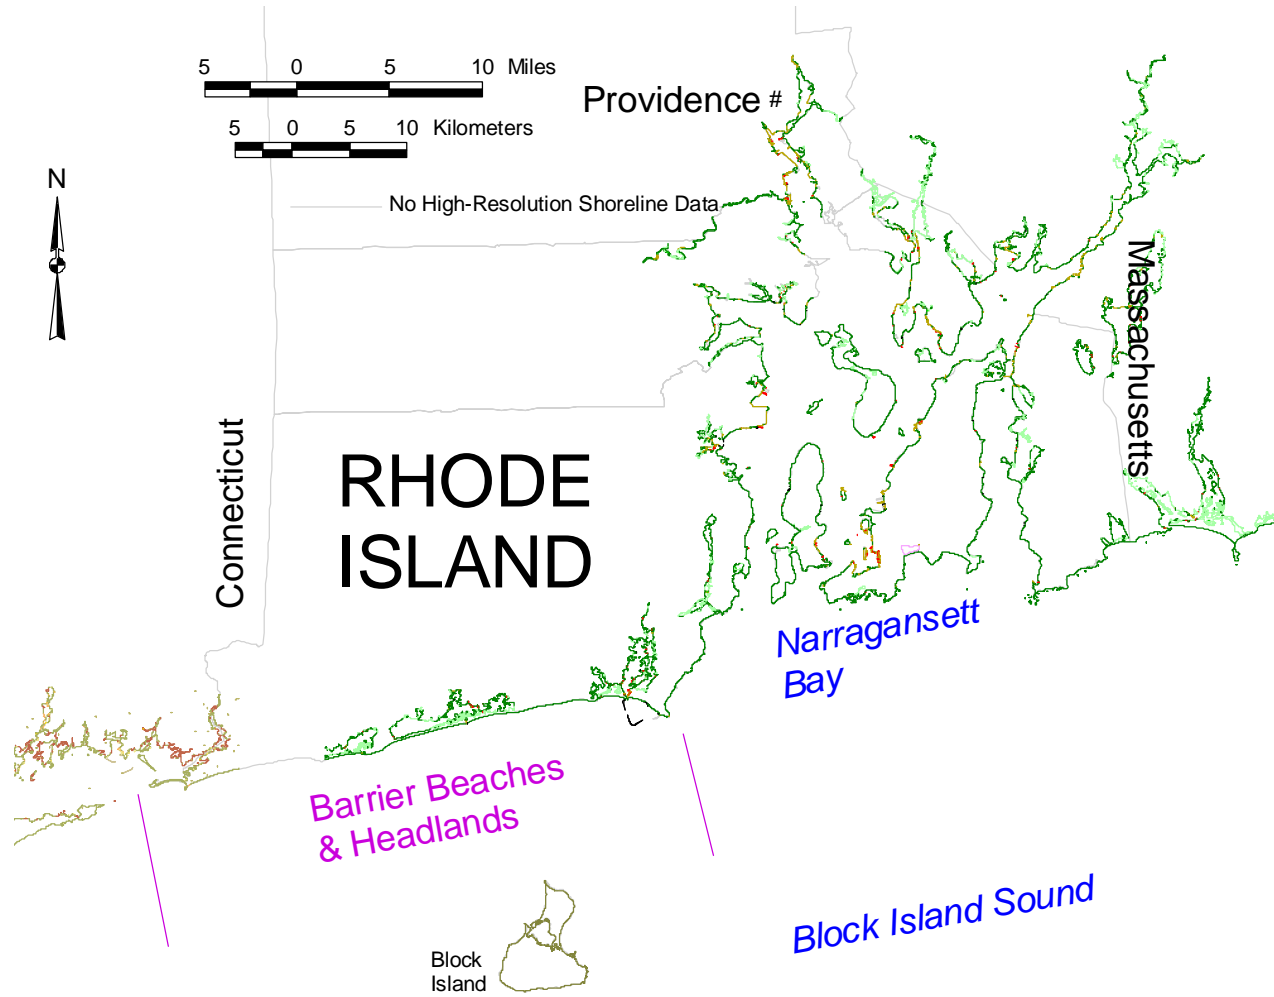 5 0 5 10 Miles
Providence #
5 0 5 10 Kilometers
N
No High-Resolution Shoreline Data
Massachusetts
Connecticut
RHODE
ISLAND
Narragansett
Bay
Barrier Beaches
& Headlands
Block Island Sound
Block
Island